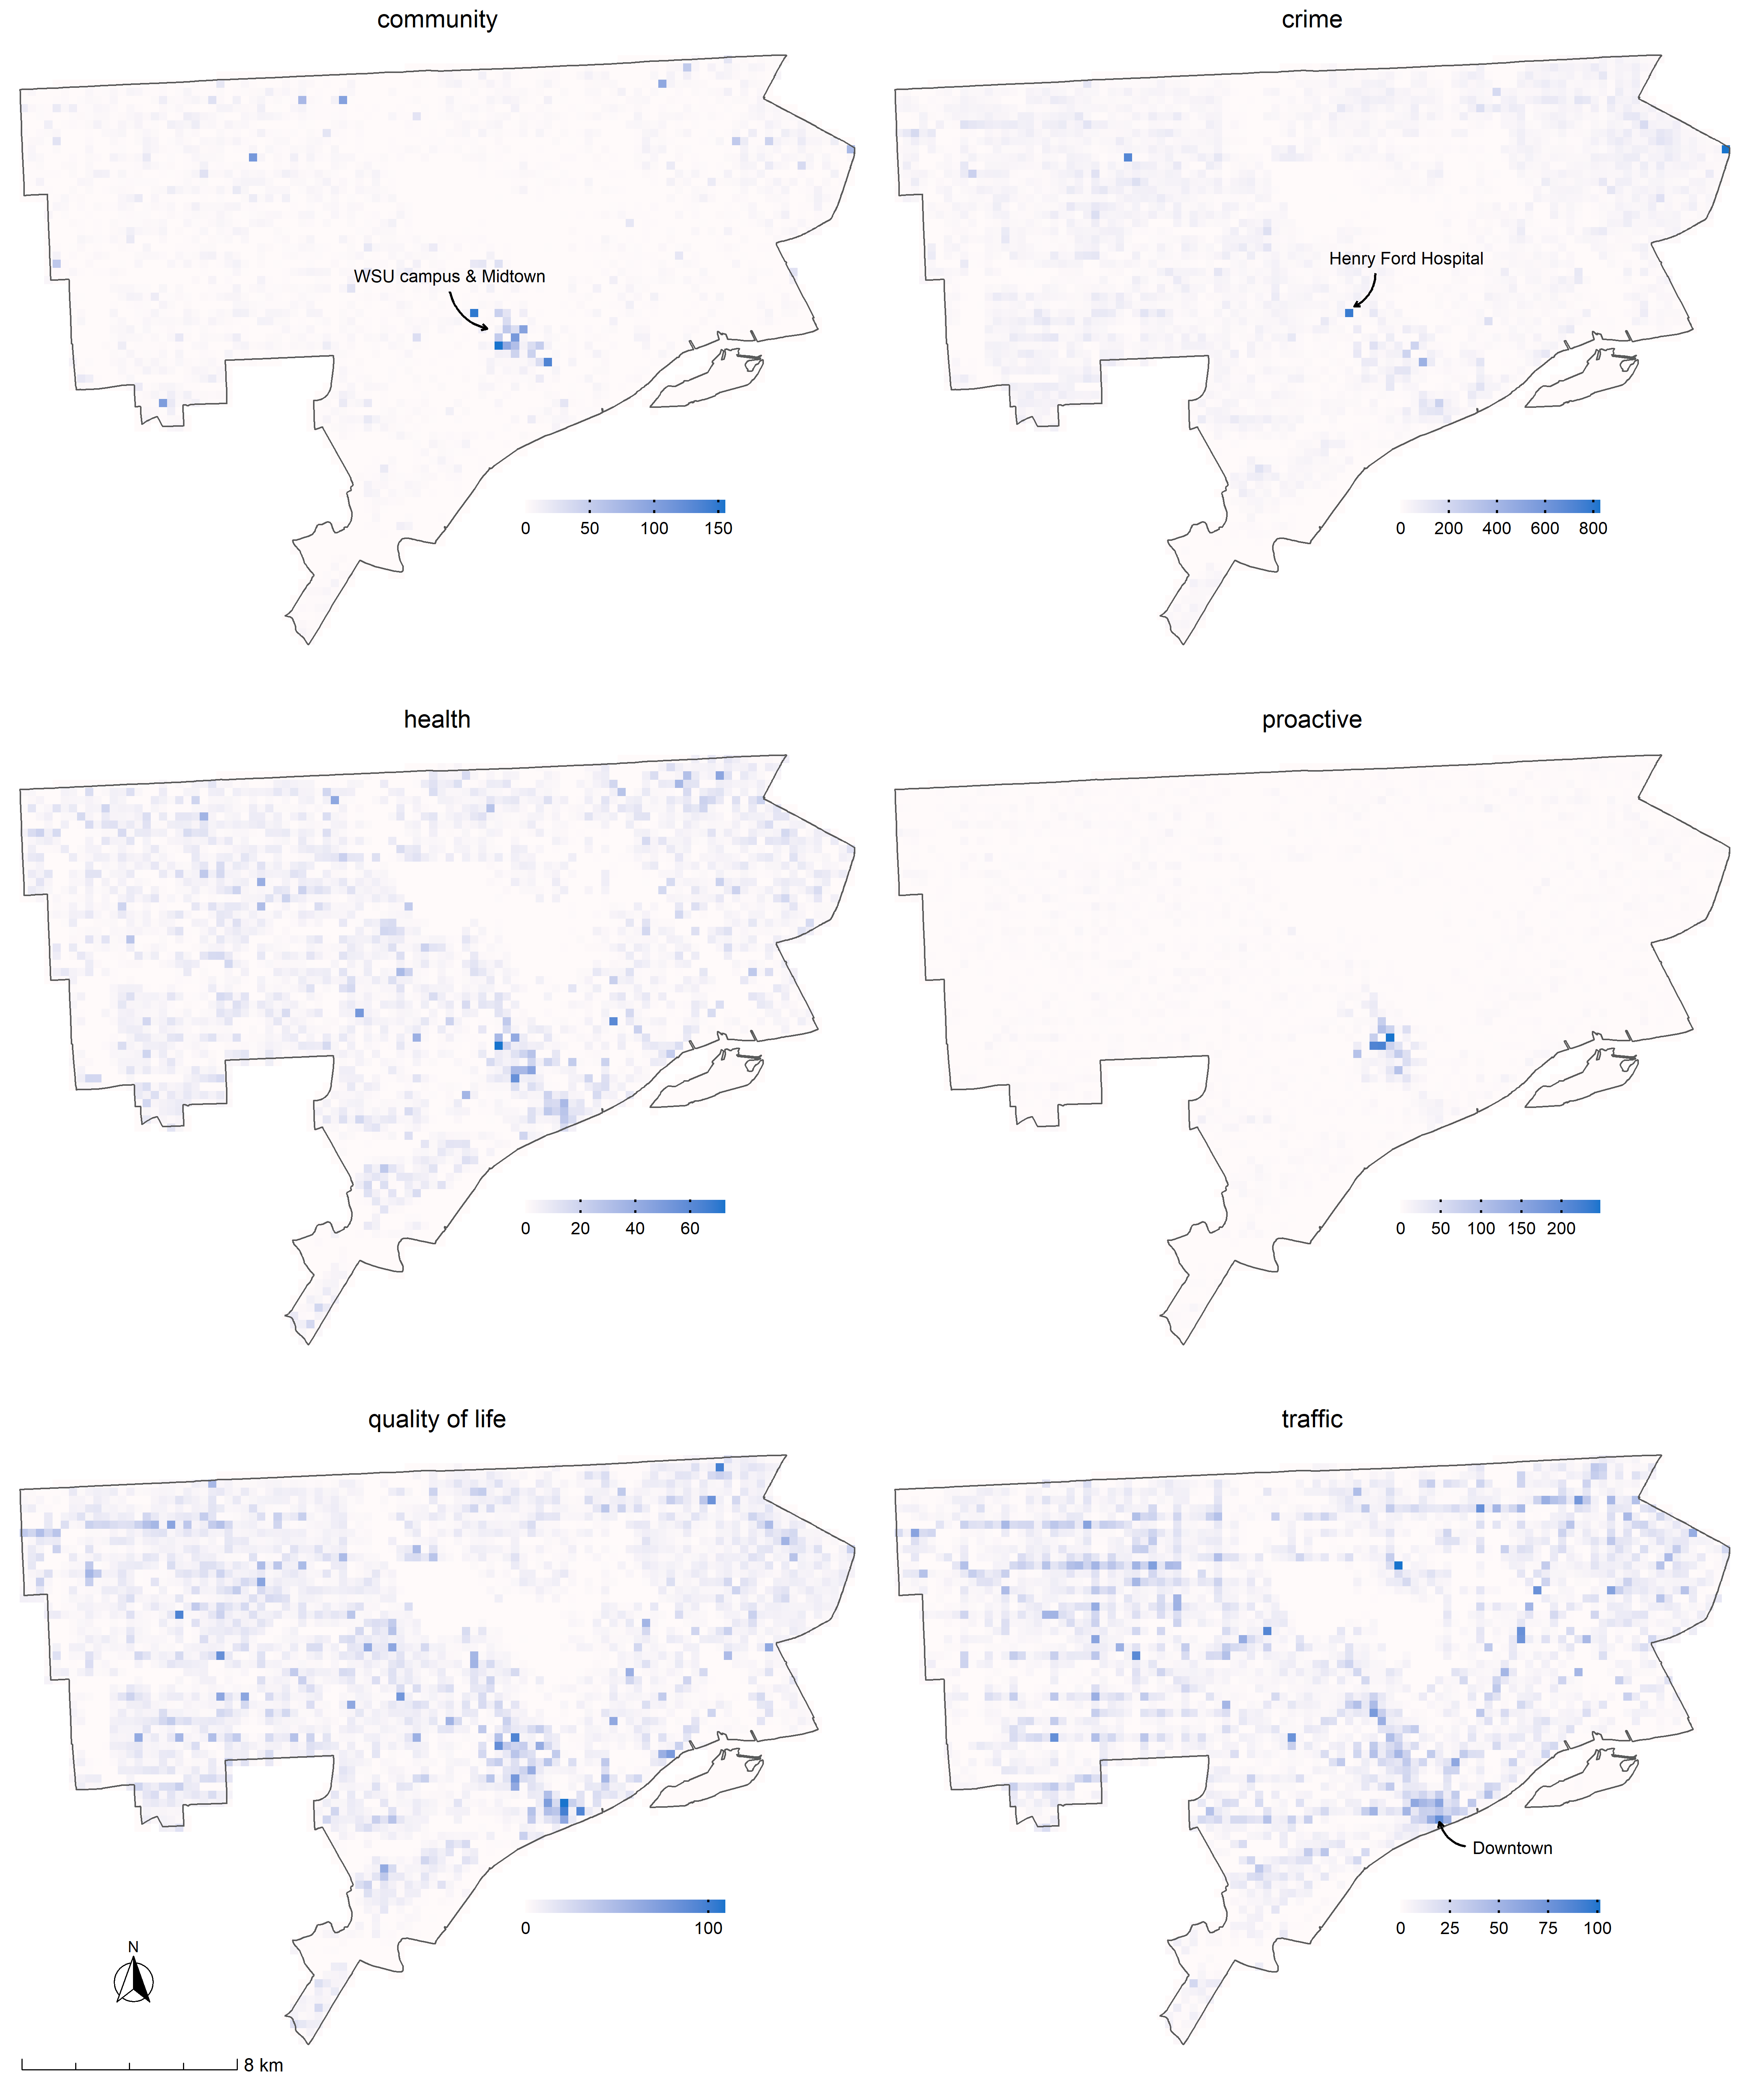 community
crime
WSU campus & Midtown
Henry Ford Hospital
0 50 100 150
0 200 400 600 800
health
proactive
0 20 40 60
0 50 100 150 200
quality of life
traffic
Downtown
0 100
0 25 50 75 100
N
8 km